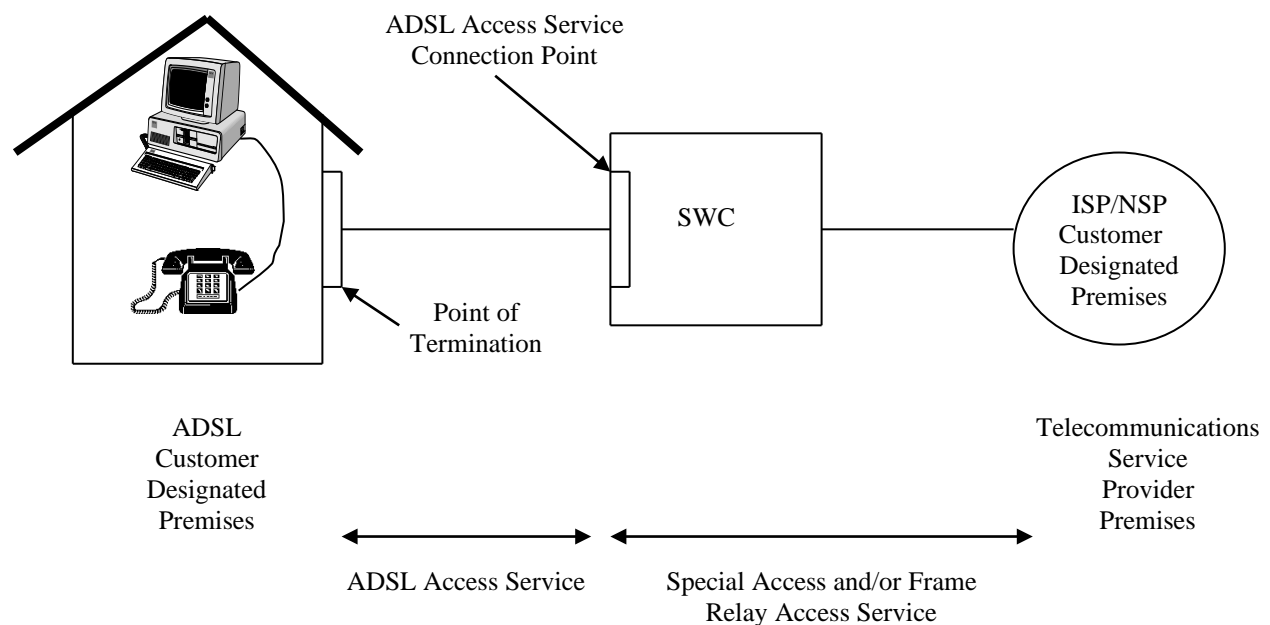 ADSL Access Service
Connection Point
SWC
ISP/NSP
Customer
Designated
Premises
Point of
Termination
ADSL
Customer
Designated
Premises
Telecommunications
Service
Provider
Premises
ADSL Access Service
Special Access and/or Frame
Relay Access Service